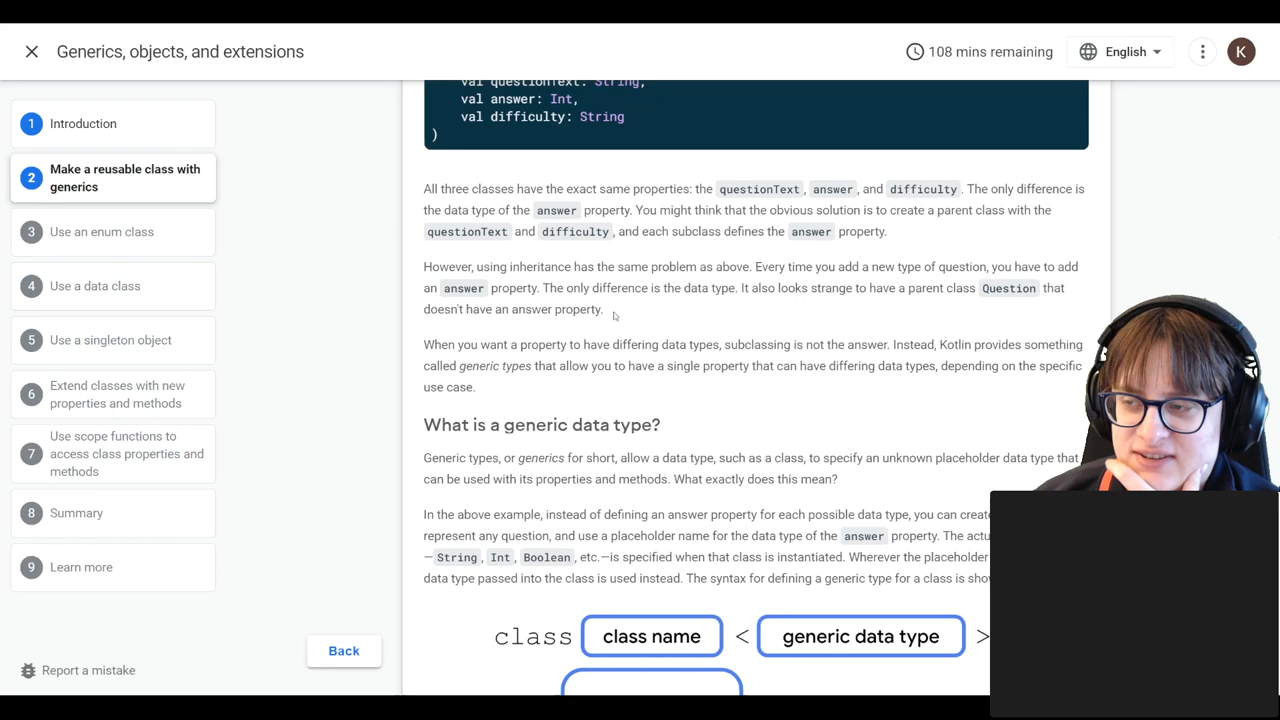 Generics, objects, and extensions
108 mins remaining
English
K
1 Introduction
2 Make a reusable class with
generics
3 Use an enum class
4 Use a data class
5 Use a singleton object
6 Extend classes with new
properties and methods
7 Use scope functions to
access class properties and
methods
8 Summary
9 Learn more
Back
Report a mistake
val questionText: String,
val answer: Int,
val difficulty: String
)
All three classes have the exact same properties: the questionText, answer, and difficulty. The only difference is
the data type of the answer property. You might think that the obvious solution is to create a parent class with the
questionText and difficulty, and each subclass defines the answer property.
However, using inheritance has the same problem as above. Every time you add a new type of question, you have to add
an answer property. The only difference is the data type. It also looks strange to have a parent class Question that
doesn't have an answer property.
When you want a property to have differing data types, subclassing is not the answer. Instead, Kotlin provides something
called generic types that allow you to have a single property that can have differing data types, depending on the specific
use case.
What is a generic data type?
Generic types, or generics for short, allow a data type, such as a class, to specify an unknown placeholder data type that
can be used with its properties and methods. What exactly does this mean?
In the above example, instead of defining an answer property for each possible data type, you can create
represent any question, and use a placeholder name for the data type of the answer property. The actu
—String, Int, Boolean, etc.—is specified when that class is instantiated. Wherever the placeholder
data type passed into the class is used instead. The syntax for defining a generic type for a class is show
class class name < generic data type >